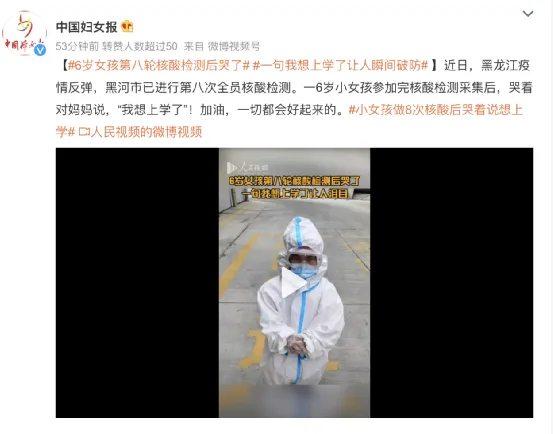 中国妇女报
53分钟前 转赞人数超过50 来自 微博视频号
【#6岁女孩第八轮核酸检测后哭了# #一句我想上学了让人瞬间破防# 】近日，黑龙江疫
情反弹，黑河市已进行第八次全员核酸检测。一6岁小女孩参加完核酸检测采集后，哭着
对妈妈说，“我想上学了”！加油，一切都会好起来的。#小女孩做8次核酸后哭着说想上
学# 人民视频的微博视频
人民视频
6岁女孩第八轮核酸检测后哭了
一句我想上学了让人泪目